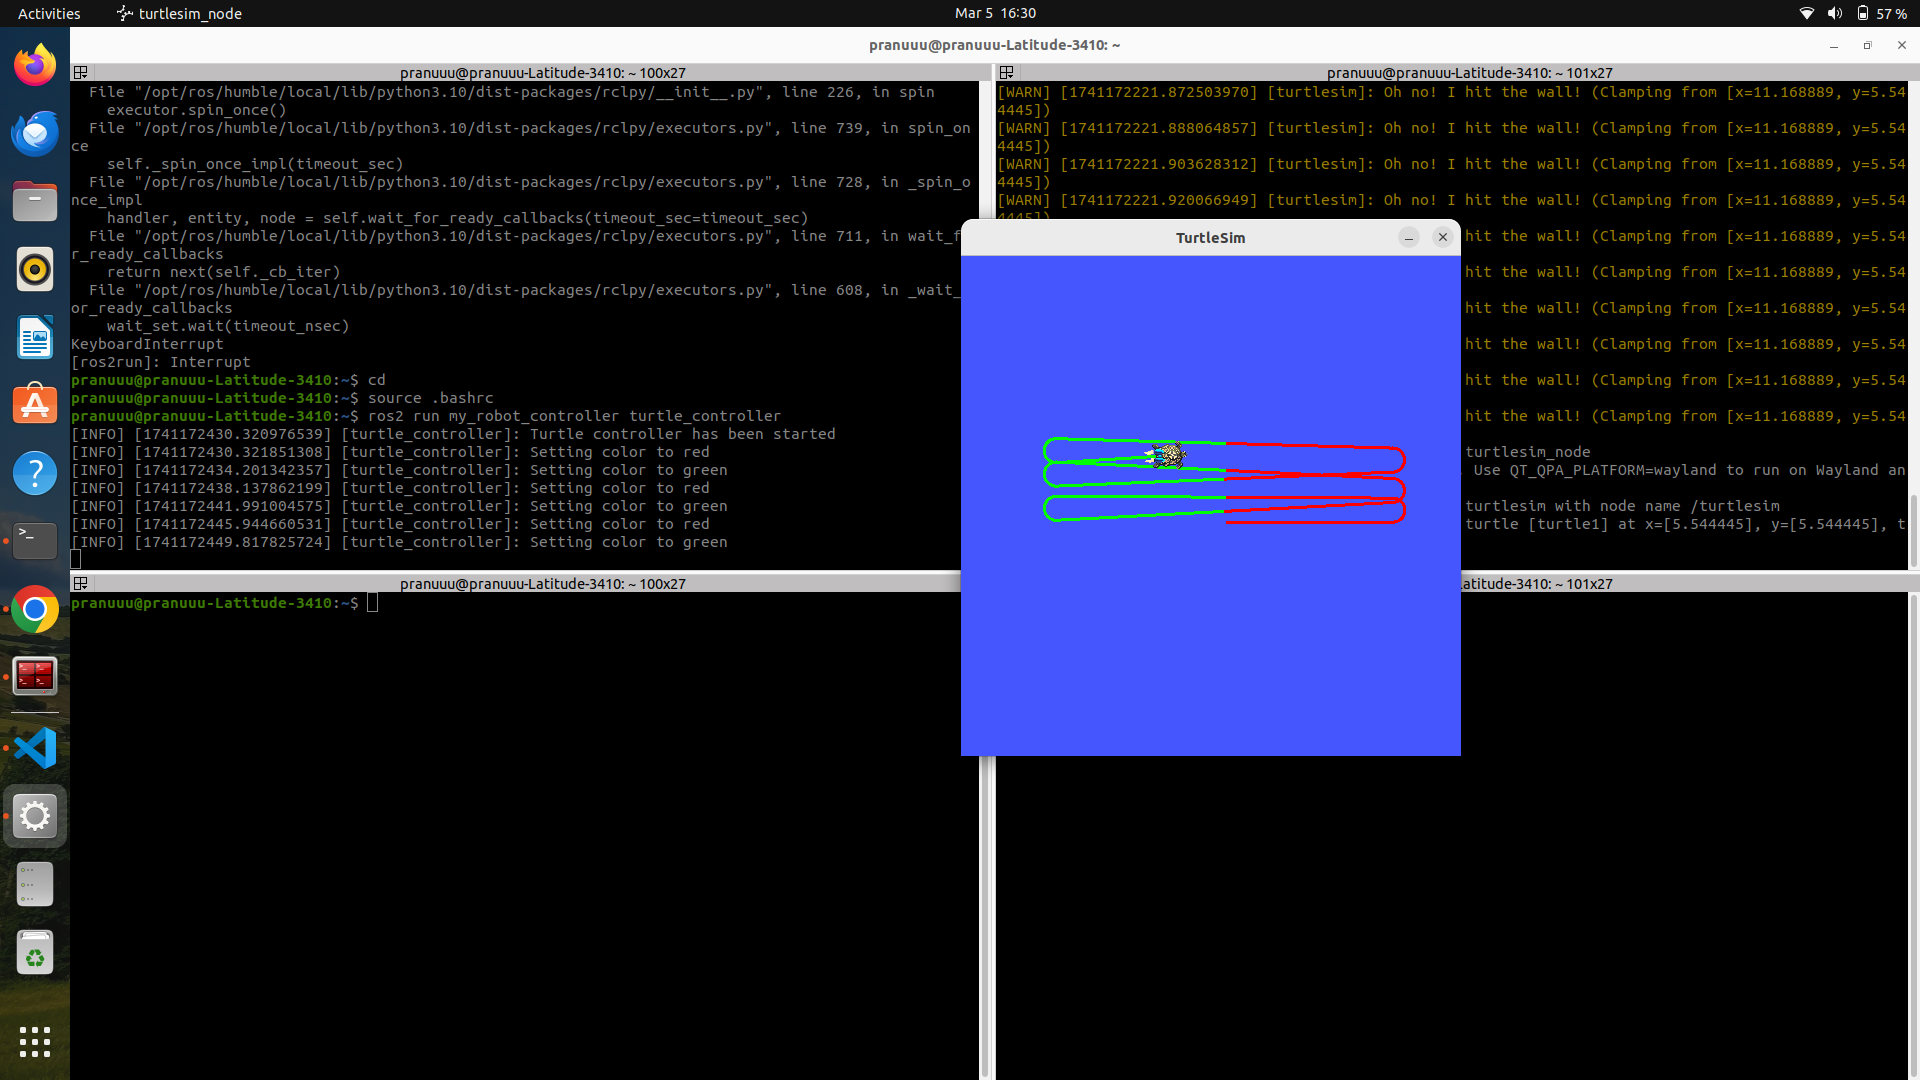 Activities
turtlesim_node
Mar 5 16:30
57 %
pranuuu@pranuuu-Latitude-3410: ~
pranuuu@pranuuu-Latitude-3410: ~ 100x27
File "/opt/ros/humble/local/lib/python3.10/dist-packages/rclpy/__init__.py", line 226, in spin
executor.spin_once()
File "/opt/ros/humble/local/lib/python3.10/dist-packages/rclpy/executors.py", line 739, in spin_on
ce
self._spin_once_impl(timeout_sec)
File "/opt/ros/humble/local/lib/python3.10/dist-packages/rclpy/executors.py", line 728, in _spin_o
nce_impl
handler, entity, node = self.wait_for_ready_callbacks(timeout_sec=timeout_sec)
File "/opt/ros/humble/local/lib/python3.10/dist-packages/rclpy/executors.py", line 711, in wait_f
r_ready_callbacks
return next(self._cb_iter)
File "/opt/ros/humble/local/lib/python3.10/dist-packages/rclpy/executors.py", line 608, in _wait_
or_ready_callbacks
wait_set.wait(timeout_nsec)
KeyboardInterrupt
[ros2run]: Interrupt
pranuuu@pranuuu-Latitude-3410:~$ cd
pranuuu@pranuuu-Latitude-3410:~$ source .bashrc
pranuuu@pranuuu-Latitude-3410:~$ ros2 run my_robot_controller turtle_controller
[INFO] [1741172430.320976539] [turtle_controller]: Turtle controller has been started
[INFO] [1741172430.321851308] [turtle_controller]: Setting color to red
[INFO] [1741172434.201342357] [turtle_controller]: Setting color to green
[INFO] [1741172438.137862199] [turtle_controller]: Setting color to red
[INFO] [1741172441.991004575] [turtle_controller]: Setting color to green
[INFO] [1741172445.944660531] [turtle_controller]: Setting color to red
[INFO] [1741172449.817825724] [turtle_controller]: Setting color to green
pranuuu@pranuuu-Latitude-3410: ~ 101x27
[WARN] [1741172221.872503970] [turtlesim]: Oh no! I hit the wall! (Clamping from [x=11.168889, y=5.54
4445])
[WARN] [1741172221.888064857] [turtlesim]: Oh no! I hit the wall! (Clamping from [x=11.168889, y=5.54
4445])
[WARN] [1741172221.903628312] [turtlesim]: Oh no! I hit the wall! (Clamping from [x=11.168889, y=5.54
4445])
[WARN] [1741172221.920066949] [turtlesim]: Oh no! I hit the wall! (Clamping from [x=11.168889, y=5.54
4445])
hit the wall! (Clamping from [x=11.168889, y=5.54
hit the wall! (Clamping from [x=11.168889, y=5.54
hit the wall! (Clamping from [x=11.168889, y=5.54
hit the wall! (Clamping from [x=11.168889, y=5.54
hit the wall! (Clamping from [x=11.168889, y=5.54
hit the wall! (Clamping from [x=11.168889, y=5.54
turtlesim_node
Use QT_QPA_PLATFORM=wayland to run on Wayland an
turtlesim with node name /turtlesim
turtle [turtle1] at x=[5.544445], y=[5.544445], t
TurtleSim
pranuuu@pranuuu-Latitude-3410: ~ 100x27
pranuuu@pranuuu-Latitude-3410:~$
atitude-3410: ~ 101x27